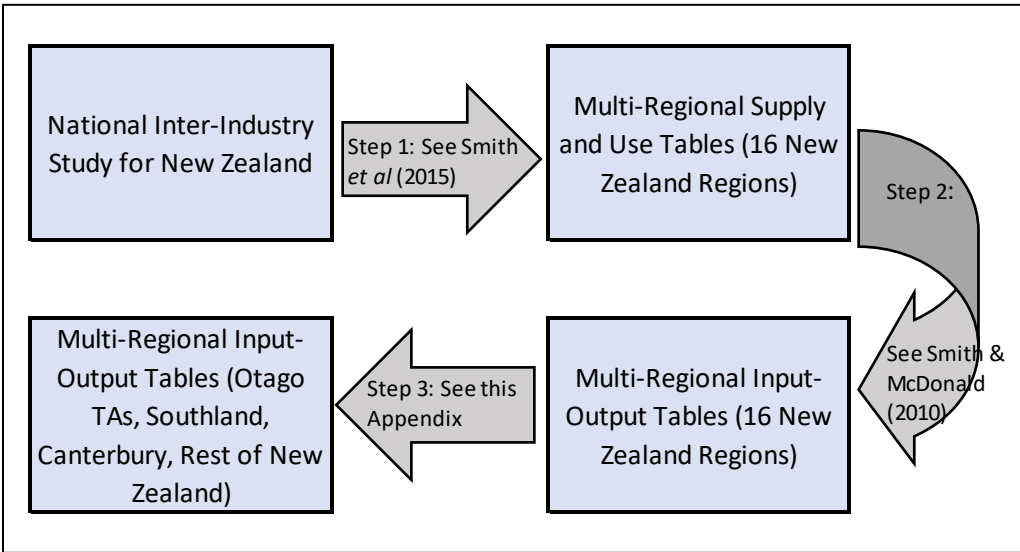 National Inter-Industry
Study for New Zealand
Step 1: See Smith
et al (2015)
Multi-Regional Supply
and Use Tables (16 New
Zealand Regions)
Step 2:
See Smith &
McDonald
(2010)
Multi-Regional Input-
Output Tables (16 New
Zealand Regions)
Step 3: See this
Appendix
Multi-Regional Input-
Output Tables (Otago
TAs, Southland,
Canterbury, Rest of New
Zealand)